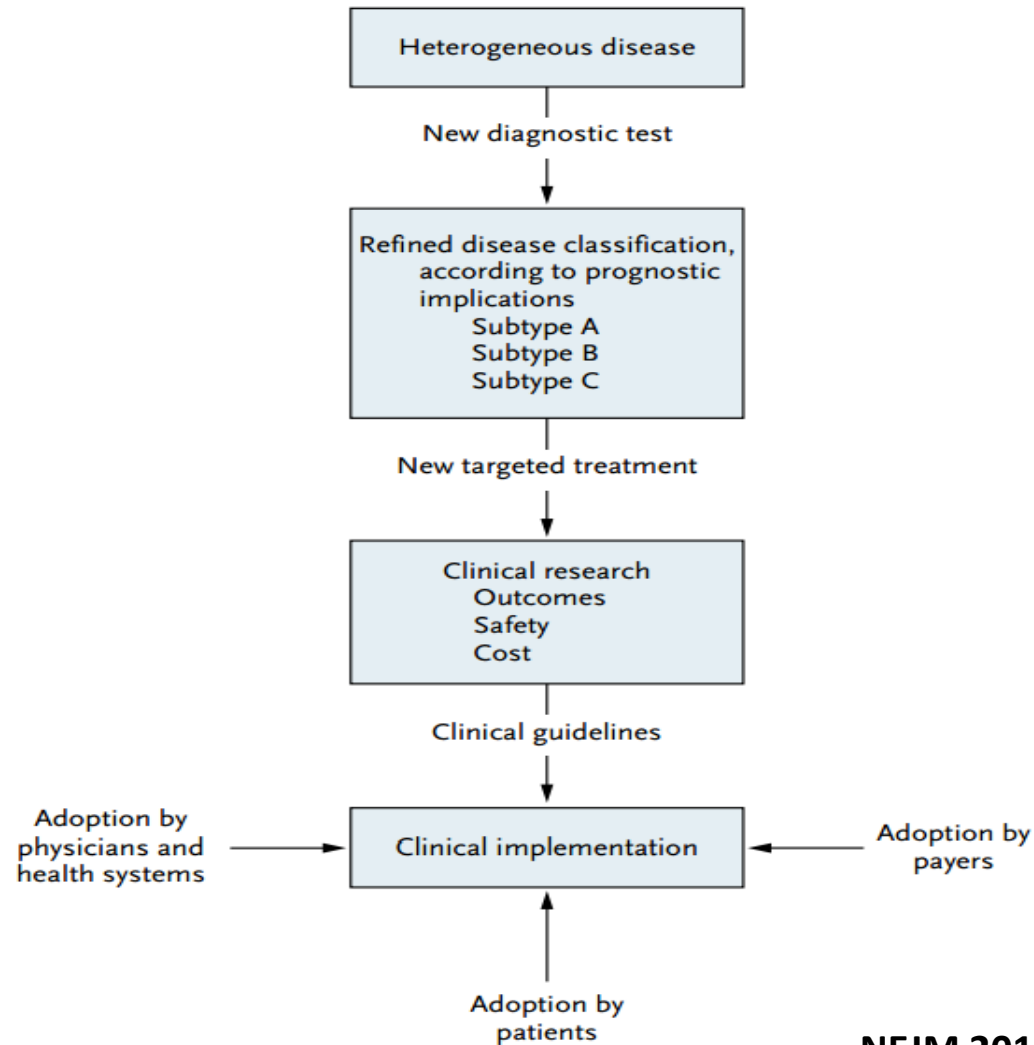 Heterogeneous disease
New diagnostic test
Refined disease classification,
according to prognostic
implications
Subtype A
Subtype B
Subtype C
New targeted treatment
Clinical research
Outcomes
Safety
Cost
Clinical guidelines
Adoption by
physicians and
health systems
Clinical implementation
Adoption by
payers
Adoption by
patients
NEJM 201